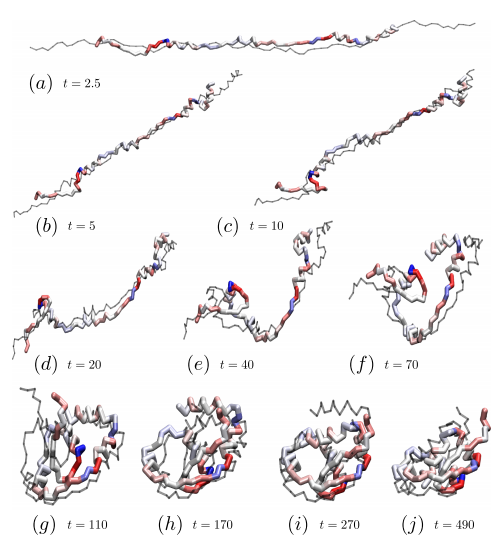 (a) t = 2.5
(b) t = 5
(c) t = 10
(d) t = 20
(e) t = 40
(f) t = 70
(g) t = 110
(h) t = 170
(i) t = 270
(j) t = 490